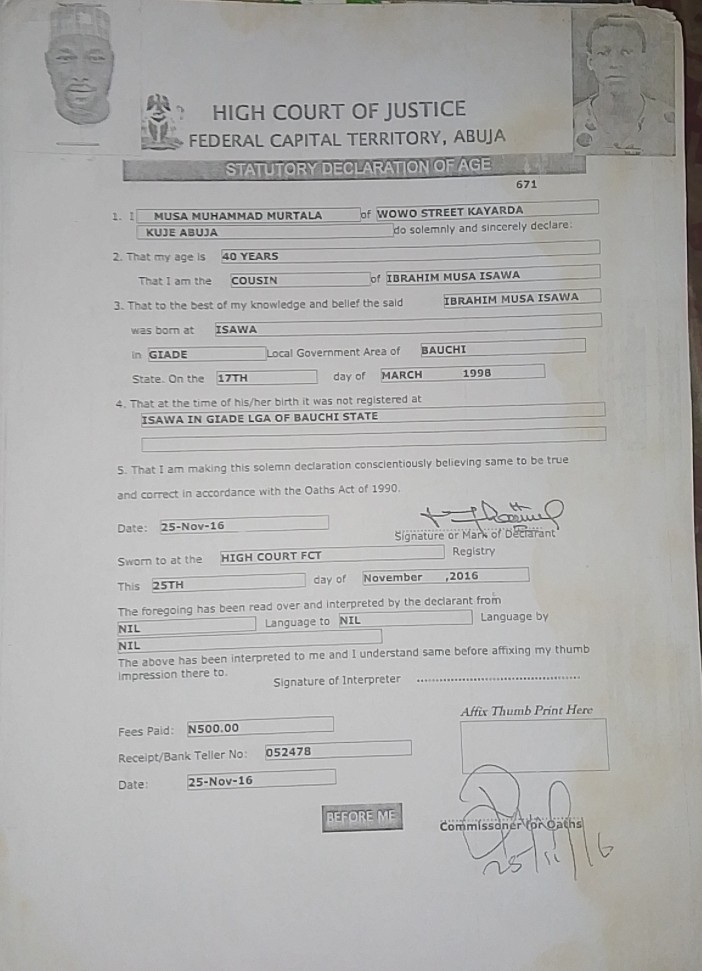 HIGH COURT OF JUSTICE
FEDERAL CAPITAL TERRITORY, ABUJA
STATUTORY DECLARATION OF AGE
671
1. I MUSA MUHAMMAD MURTALA of WOWO STREET KAYARDA
KUJE ABUJA do solemnly and sincerely declare:
2. That my age is 40 YEARS
That I am the COUSIN of IBRAHIM MUSA ISAWA
3. That to the best of my knowledge and belief the said IBRAHIM MUSA ISAWA
was born at ISAWA
in GIADE Local Government Area of BAUCHI
State. On the 17TH day of MARCH 1998
4. That at the time of his/her birth it was not registered at
ISAWA IN GIADE LGA OF BAUCHI STATE
5. That I am making this solemn declaration conscientiously believing same to be true
and correct in accordance with the Oaths Act of 1990.
Date: 25-Nov-16
Signature or Mark of Declarant
Sworn to at the HIGH COURT FCT Registry
This 25TH day of November ,2016
The foregoing has been read over and interpreted by the declarant from
NIL Language to NIL Language by
NIL
The above has been interpreted to me and I understand same before affixing my thumb
impression there to.
Signature of Interpreter
Affix Thumb Print Here
Fees Paid: N500.00
Receipt/Bank Teller No: 052478
Date: 25-Nov-16
BEFORE ME
Commissoner for Oaths
25/11/16